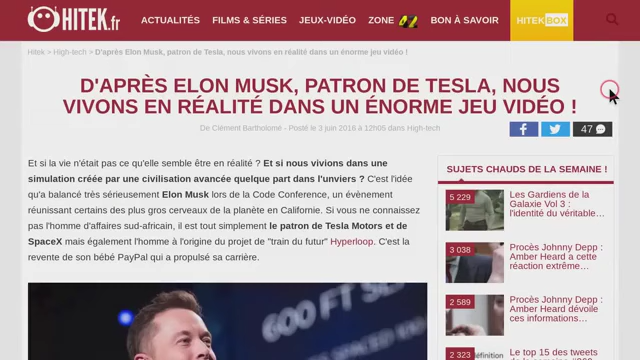 HITEK.fr
ACTUALITÉS FILMS & SÉRIES JEUX-VIDÉO ZONE 42 BON À SAVOIR HITEKBOX
Hitek > High-tech > D'après Elon Musk, patron de Tesla, nous vivons en réalité dans un énorme jeu vidéo !
D'APRÈS ELON MUSK, PATRON DE TESLA, NOUS
VIVONS EN RÉALITÉ DANS UN ÉNORME JEU VIDÉO !
De Clément Bartholomé - Posté le 3 juin 2016 à 12h05 dans High-tech
47
Et si la vie n'était pas ce qu'elle semble être en réalité ? Et si nous vivions dans une
simulation créée par une civilisation avancée quelque part dans l'unviers ? C'est l'idée
qu'a balancé très sérieusement Elon Musk lors de la Code Conference, un évènement
réunissant certains des plus gros cerveaux de la planète en Californie. Si vous ne connaissez
pas l'homme d'affaires sud-africain, il est tout simplement le patron de Tesla Motors et de
SpaceX mais également l'homme à l'origine du projet de "train du futur" Hyperloop. C'est la
revente de son bébé PayPal qui a propulsé sa carrière.
600 FT
SUJETS CHAUDS DE LA SEMAINE !
5 229
Les Gardiens de la
Galaxie Vol 3 :
l'identité du véritable...
3 038
Procès Johnny Depp :
Amber Heard a cette
réaction extrême...
2 589
Procès Johnny Depp :
Amber Heard dévoile
ces informations...
2 323
éfinition
Le top 15 des tweets